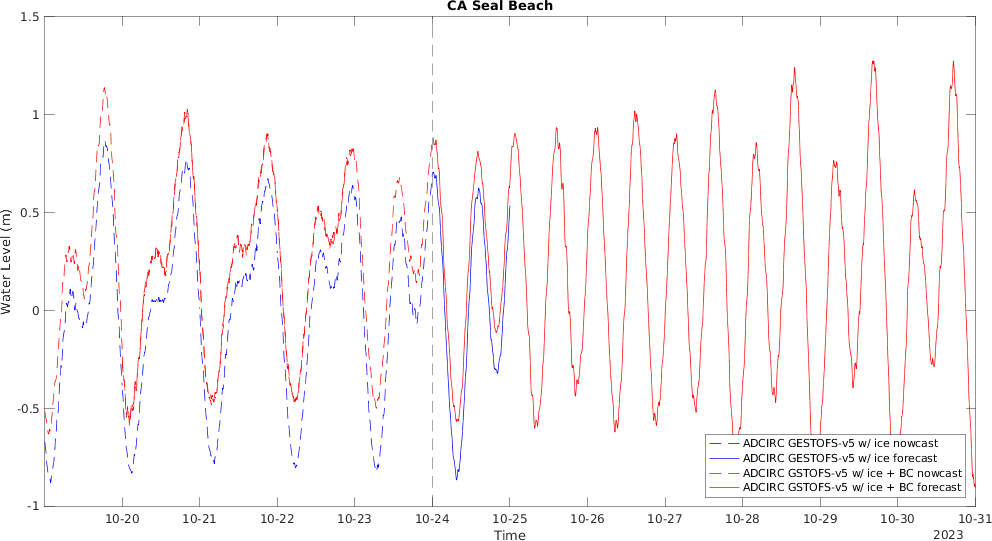 CA Seal Beach
1.5
1
0.5
0
-0.5
-1
Water Level (m)
10-20 10-21 10-22 10-23 10-24 10-25 10-26 10-27 10-28 10-29 10-30 10-31
Time
2023
ADCIRC GESTOFS-v5 w/ ice nowcast
ADCIRC GESTOFS-v5 w/ ice forecast
ADCIRC GSTOFS-v5 w/ ice + BC nowcast
ADCIRC GSTOFS-v5 w/ ice + BC forecast